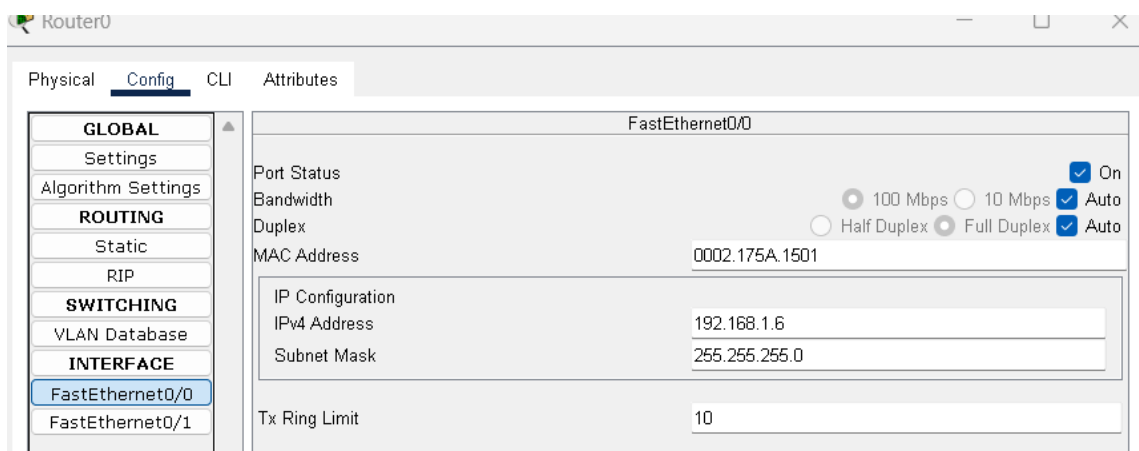 Router0
Physical Config CLI Attributes
GLOBAL
Settings
Algorithm Settings
ROUTING
Static
RIP
SWITCHING
VLAN Database
INTERFACE
FastEthernet0/0
FastEthernet0/1
FastEthernet0/0
Port Status On
Bandwidth 100 Mbps 10 Mbps Auto
Duplex Half Duplex Full Duplex Auto
MAC Address 0002.175A.1501
IP Configuration
IPv4 Address 192.168.1.6
Subnet Mask 255.255.255.0
Tx Ring Limit 10